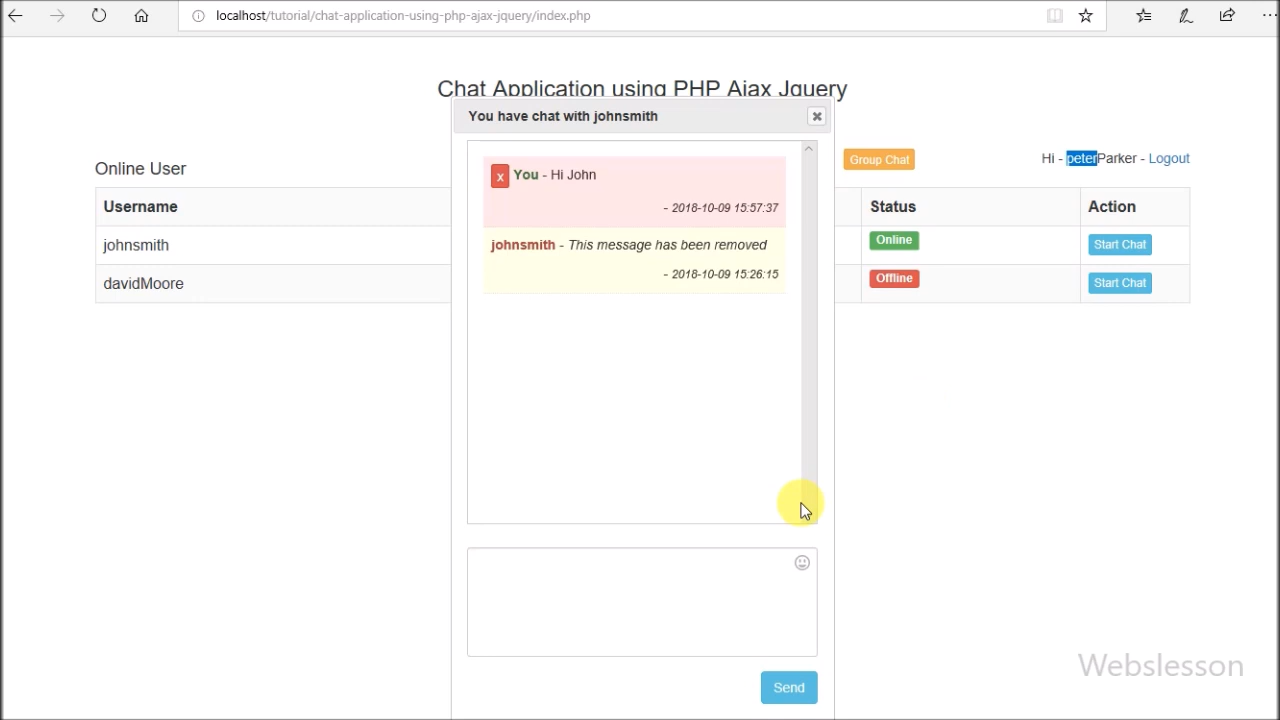 localhost/tutorial/chat-application-using-php-ajax-jquery/index.php
Chat Application using PHP Ajax Jquery
You have chat with johnsmith
Group Chat
Hi - peterParker - Logout
Online User
Username Status Action
johnsmith Online Start Chat
davidMoore Offline Start Chat
x You - Hi John
- 2018-10-09 15:57:37
johnsmith - This message has been removed
- 2018-10-09 15:26:15
Send
Webslesson